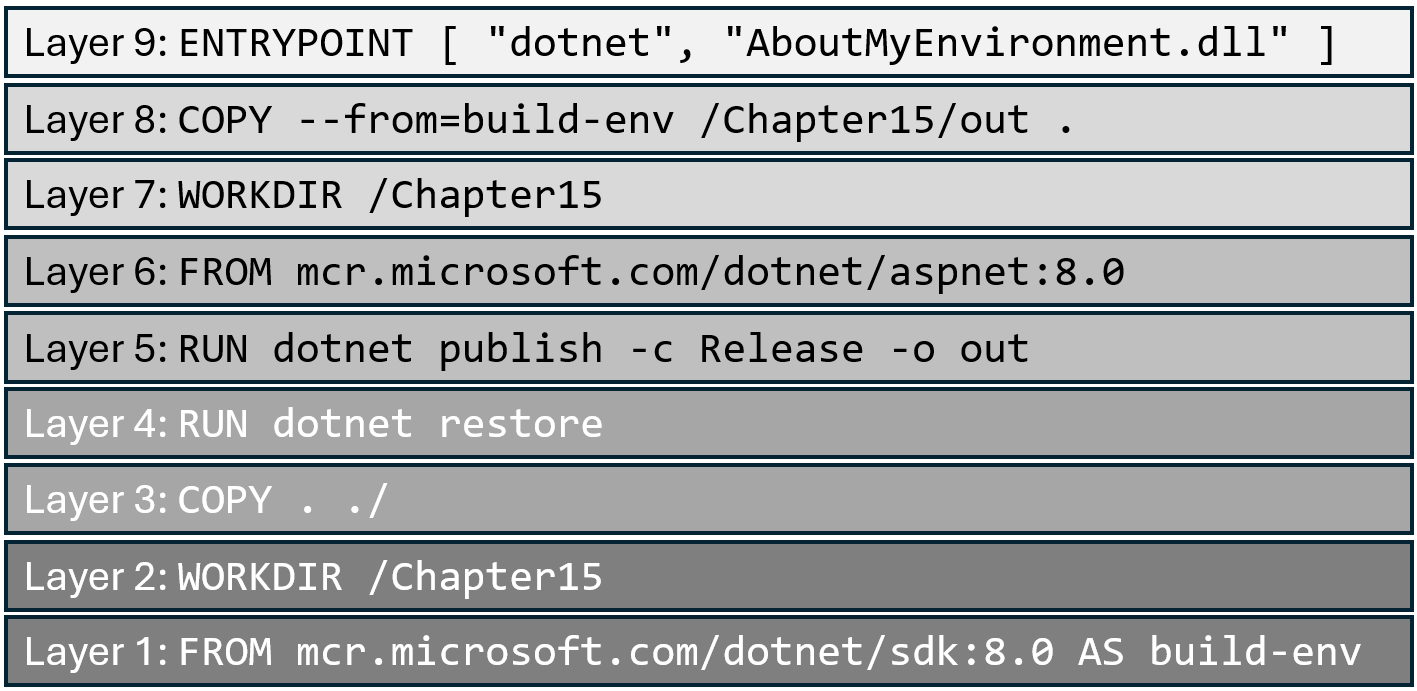 Layer 9: ENTRYPOINT [ "dotnet", "AboutMyEnvironment.dll" ]
Layer 8: COPY --from=build-env /Chapter15/out .
Layer 7: WORKDIR /Chapter15
Layer 6: FROM mcr.microsoft.com/dotnet/aspnet:8.0
Layer 5: RUN dotnet publish -c Release -o out
Layer 4: RUN dotnet restore
Layer 3: COPY . ./
Layer 2: WORKDIR /Chapter15
Layer 1: FROM mcr.microsoft.com/dotnet/sdk:8.0 AS build-env